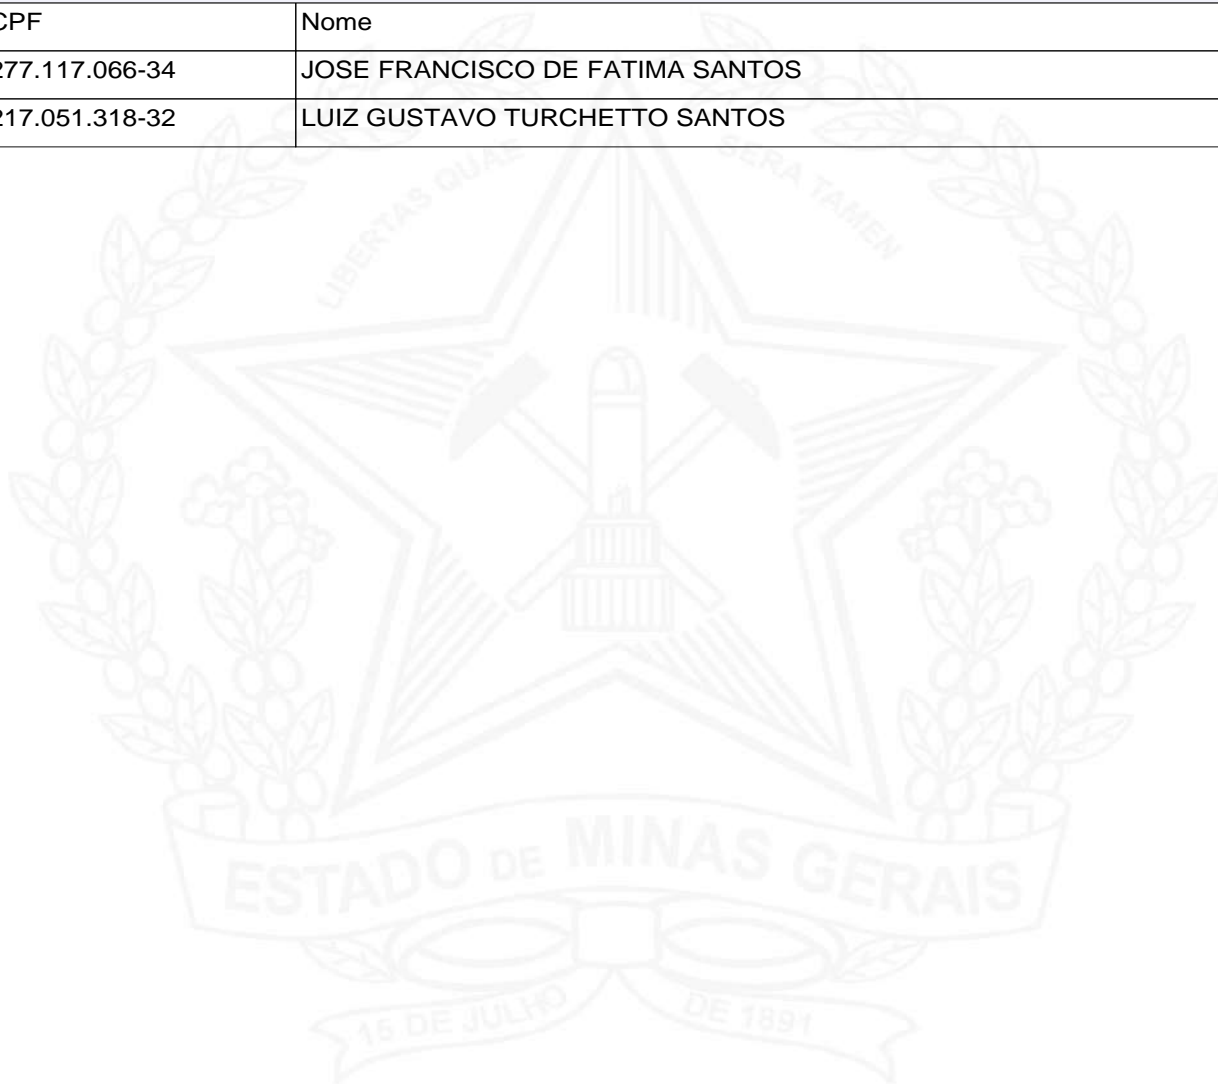 CPF Nome
277.117.066-34 JOSE FRANCISCO DE FATIMA SANTOS
217.051.318-32 LUIZ GUSTAVO TURCHETTO SANTOS
LIBERTAS QUAE SERA TAMEN
ESTADO DE MINAS GERAIS
15 DE JULHO DE 1891